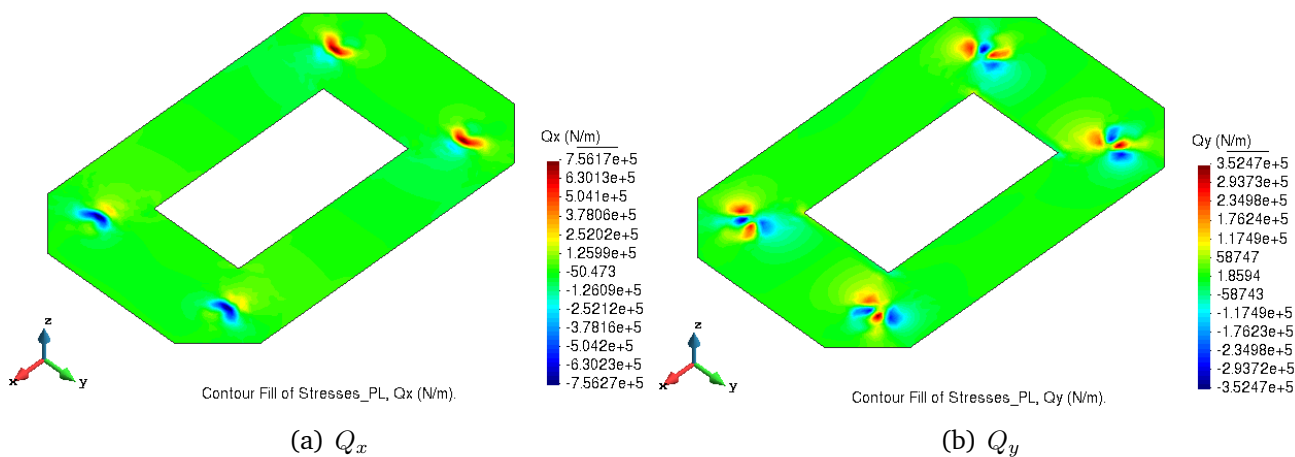 Qx (N/m)
7.5617e+5
6.3013e+5
5.041e+5
3.7806e+5
2.5202e+5
1.2599e+5
-50.473
-1.2609e+5
-2.5212e+5
-3.7816e+5
-5.042e+5
-6.3023e+5
-7.5627e+5
z
x
y
Contour Fill of Stresses_PL, Qx (N/m).
(a) Qx
Qy (N/m)
3.5247e+5
2.9373e+5
2.3498e+5
1.7624e+5
1.1749e+5
58747
1.8594
-58743
-1.1749e+5
-1.7623e+5
-2.3498e+5
-2.9372e+5
-3.5247e+5
z
x
y
Contour Fill of Stresses_PL, Qy (N/m).
(b) Qy